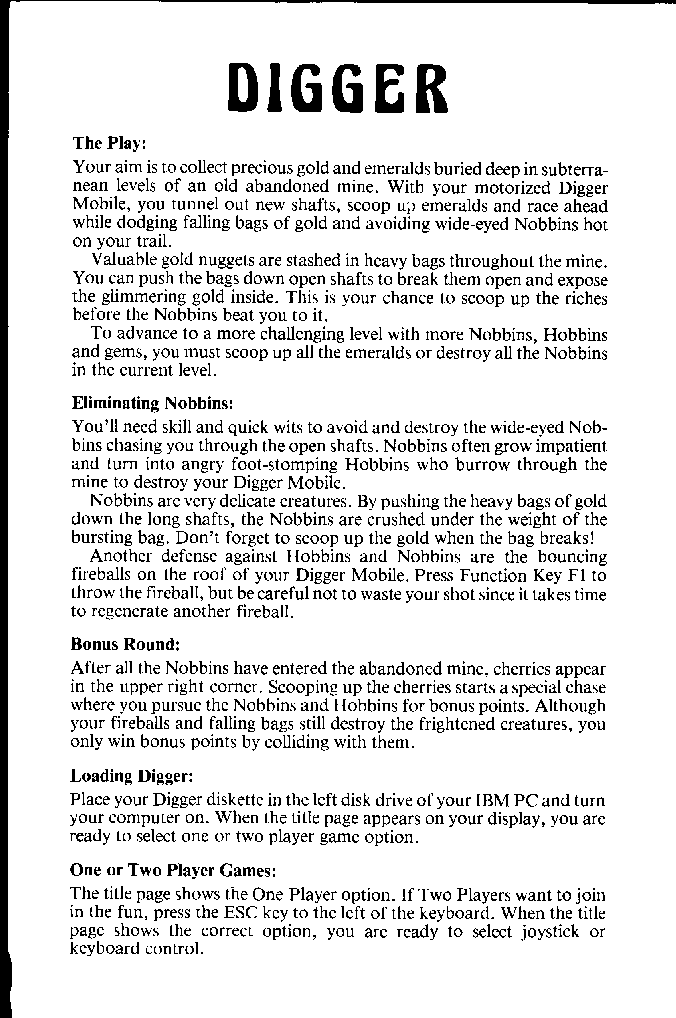 DIGGER
The Play:
Your aim is to collect precious gold and emeralds buried deep in subterra-
nean levels of an old abandoned mine. With your motorized Digger
Mobile, you tunnel out new shafts, scoop up emeralds and race ahead
while dodging falling bags of gold and avoiding wide-eyed Nobbins hot
on your trail.
Valuable gold nuggets are stashed in heavy bags throughout the mine.
You can push the bags down open shafts to break them open and expose
the glimmering gold inside. This is your chance to scoop up the riches
before the Nobbins beat you to it.
To advance to a more challenging level with more Nobbins, Hobbins
and gems, you must scoop up all the emeralds or destroy all the Nobbins
in the current level.
Eliminating Nobbins:
You'll need skill and quick wits to avoid and destroy the wide-eyed Nob-
bins chasing you through the open shafts. Nobbins often grow impatient
and turn into angry foot-stomping Hobbins who burrow through the
mine to destroy your Digger Mobile.
Nobbins are very delicate creatures. By pushing the heavy bags of gold
down the long shafts, the Nobbins are crushed under the weight of the
bursting bag. Don't forget to scoop up the gold when the bag breaks!
Another defense against Hobbins and Nobbins are the bouncing
fireballs on the roof of your Digger Mobile. Press Function Key F1 to
throw the fireball, but be careful not to waste your shot since it takes time
to regenerate another fireball.
Bonus Round:
After all the Nobbins have entered the abandoned mine, cherries appear
in the upper right corner. Scooping up the cherries starts a special chase
where you pursue the Nobbins and Hobbins for bonus points. Although
your fireballs and falling bags still destroy the frightened creatures, you
only win bonus points by colliding with them.
Loading Digger:
Place your Digger diskette in the left disk drive of your IBM PC and turn
your computer on. When the title page appears on your display, you are
ready to select one or two player game option.
One or Two Player Games:
The title page shows the One Player option. If Two Players want to join
in the fun, press the ESC key to the left of the keyboard. When the title
page shows the correct option, you are ready to select joystick or
keyboard control.